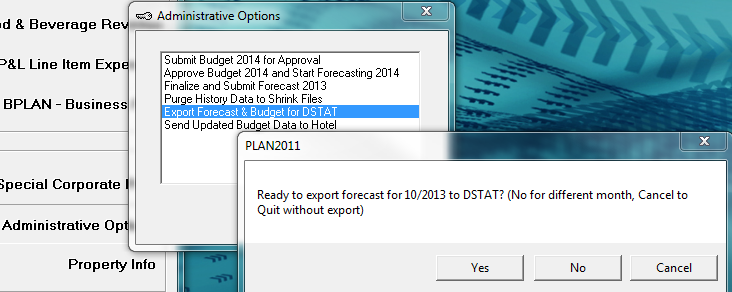 d & Beverage Rev
P&L Line Item Expe
BPLAN - Business
Special Corporate
Administrative Opt
Property Info
Administrative Options
Submit Budget 2014 for Approval
Approve Budget 2014 and Start Forecasting 2014
Finalize and Submit Forecast 2013
Purge History Data to Shrink Files
Export Forecast & Budget for DSTAT
Send Updated Budget Data to Hotel
PLAN2011
Ready to export forecast for 10/2013 to DSTAT? (No for different month, Cancel to
Quit without export)
Yes No Cancel